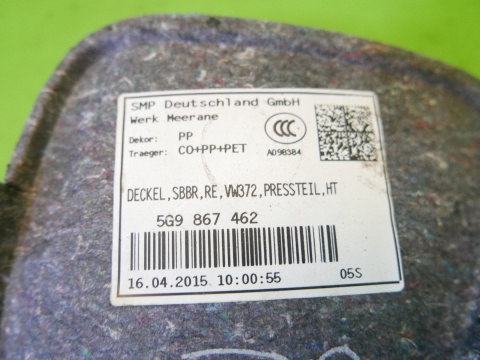 SMP Deutschland GmbH
Werk Meerane
Dekor: PP
Traeger: CO+PP+PET
CCC
A098384
DECKEL,SBBR,RE,VW372,PRESSTEIL,HT
5G9 867 462
16.04.2015 10:00:55 05S